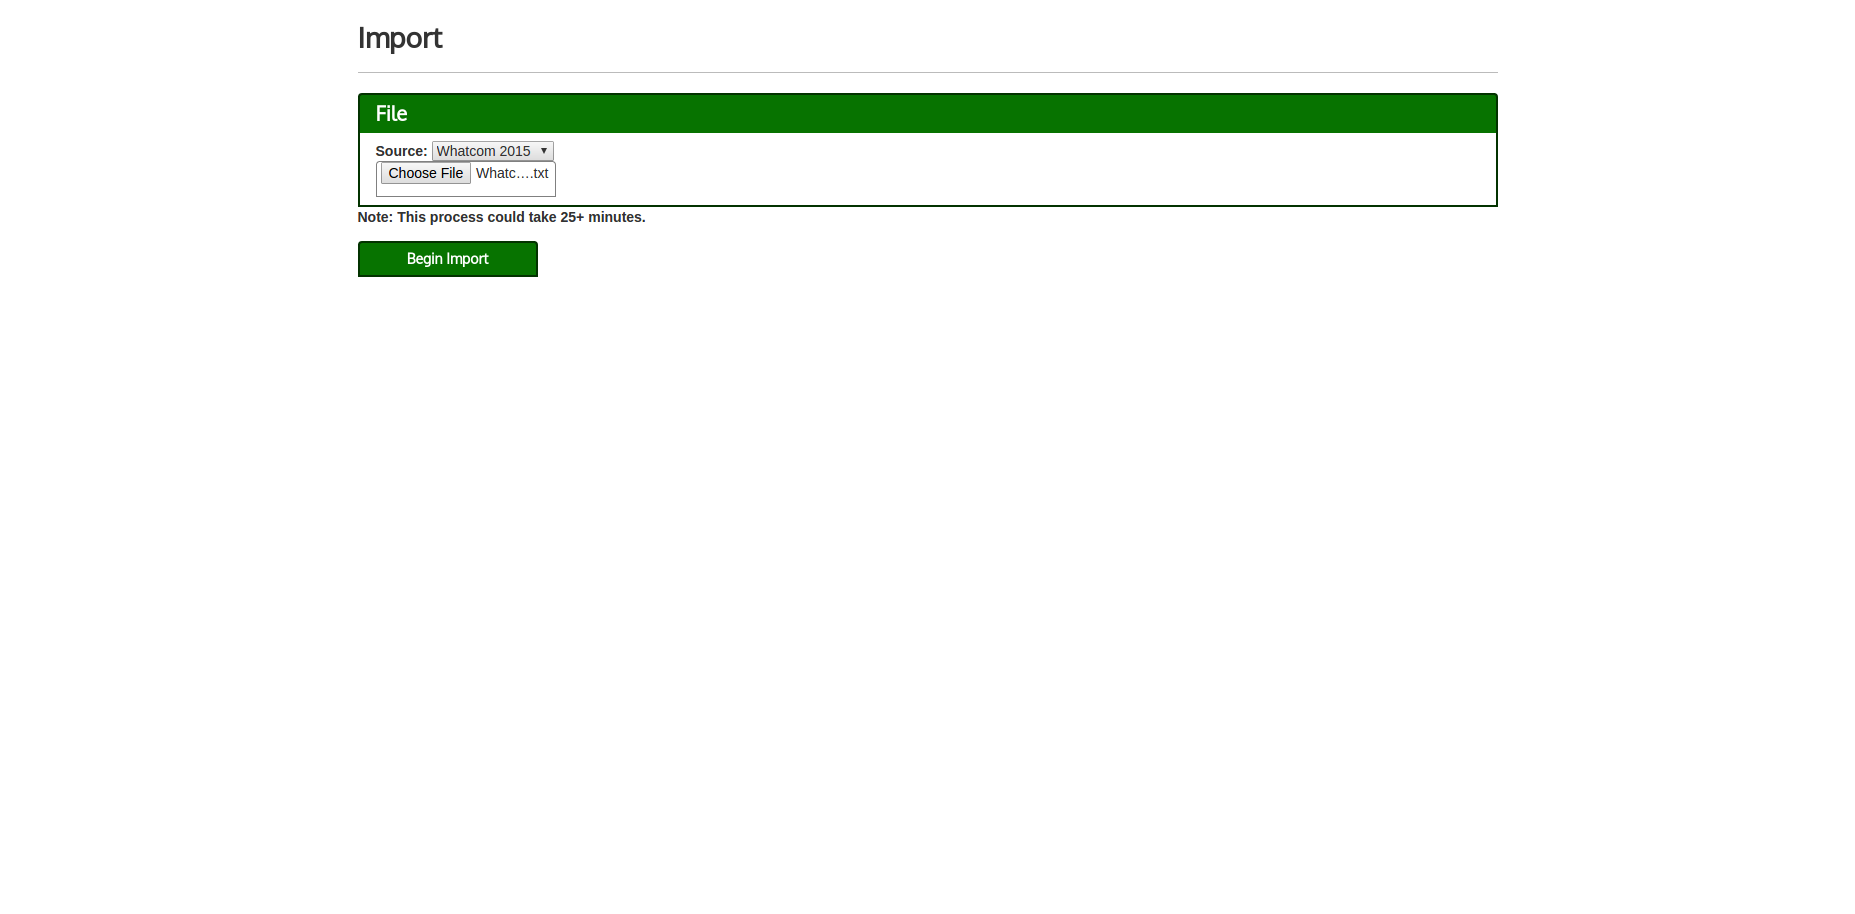 Import
File
Source: Whatcom 2015
Choose File Whatc….txt
Note: This process could take 25+ minutes.
Begin Import